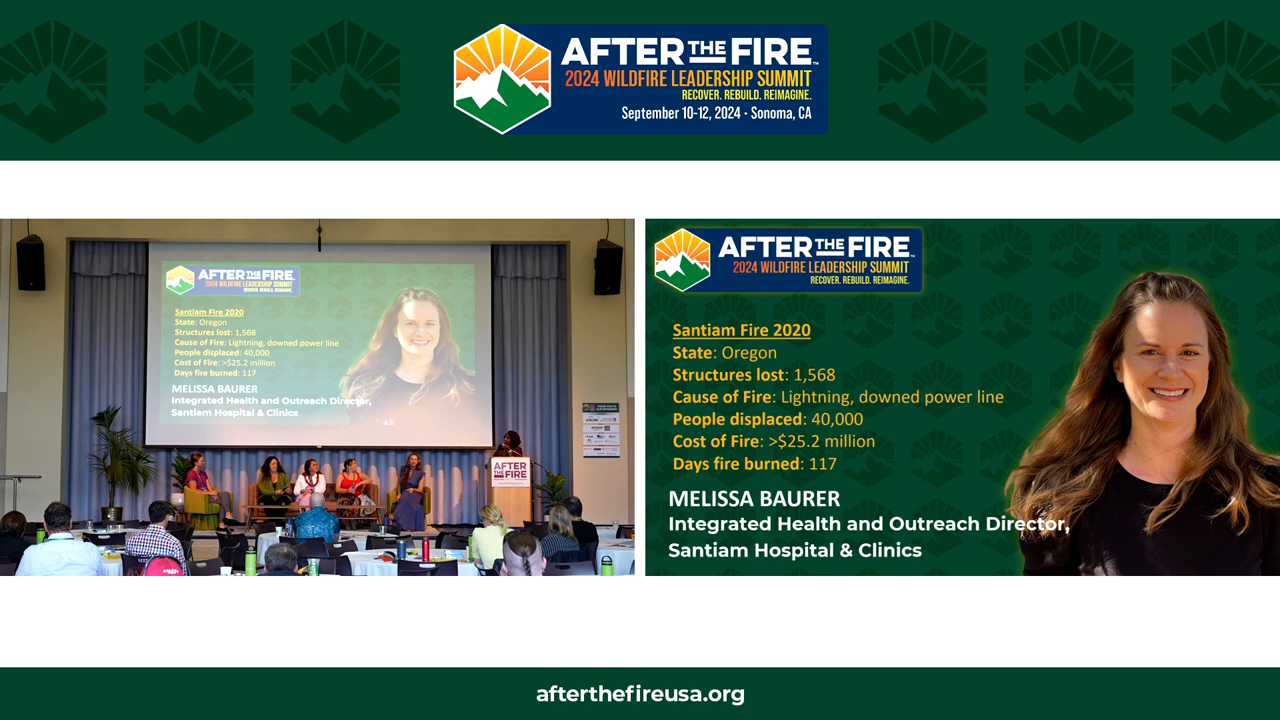 AFTER THE FIRE™
2024 WILDFIRE LEADERSHIP SUMMIT
RECOVER. REBUILD. REIMAGINE.
September 10-12, 2024 · Sonoma, CA
AFTER THE FIRE
2024 WILDFIRE LEADERSHIP SUMMIT
RECOVER. REBUILD. REIMAGINE.
Santiam Fire 2020
State: Oregon
Structures lost: 1,568
Cause of Fire: Lightning, downed power line
People displaced: 40,000
Cost of Fire: >$25.2 million
Days fire burned: 117
MELISSA BAURER
Integrated Health and Outreach Director,
Santiam Hospital & Clinics
AFTER
THE FIRE
AFTER THE FIRE™
2024 WILDFIRE LEADERSHIP SUMMIT
RECOVER. REBUILD. REIMAGINE.
Santiam Fire 2020
State: Oregon
Structures lost: 1,568
Cause of Fire: Lightning, downed power line
People displaced: 40,000
Cost of Fire: >$25.2 million
Days fire burned: 117
MELISSA BAURER
Integrated Health and Outreach Director,
Santiam Hospital & Clinics
afterthefireusa.org